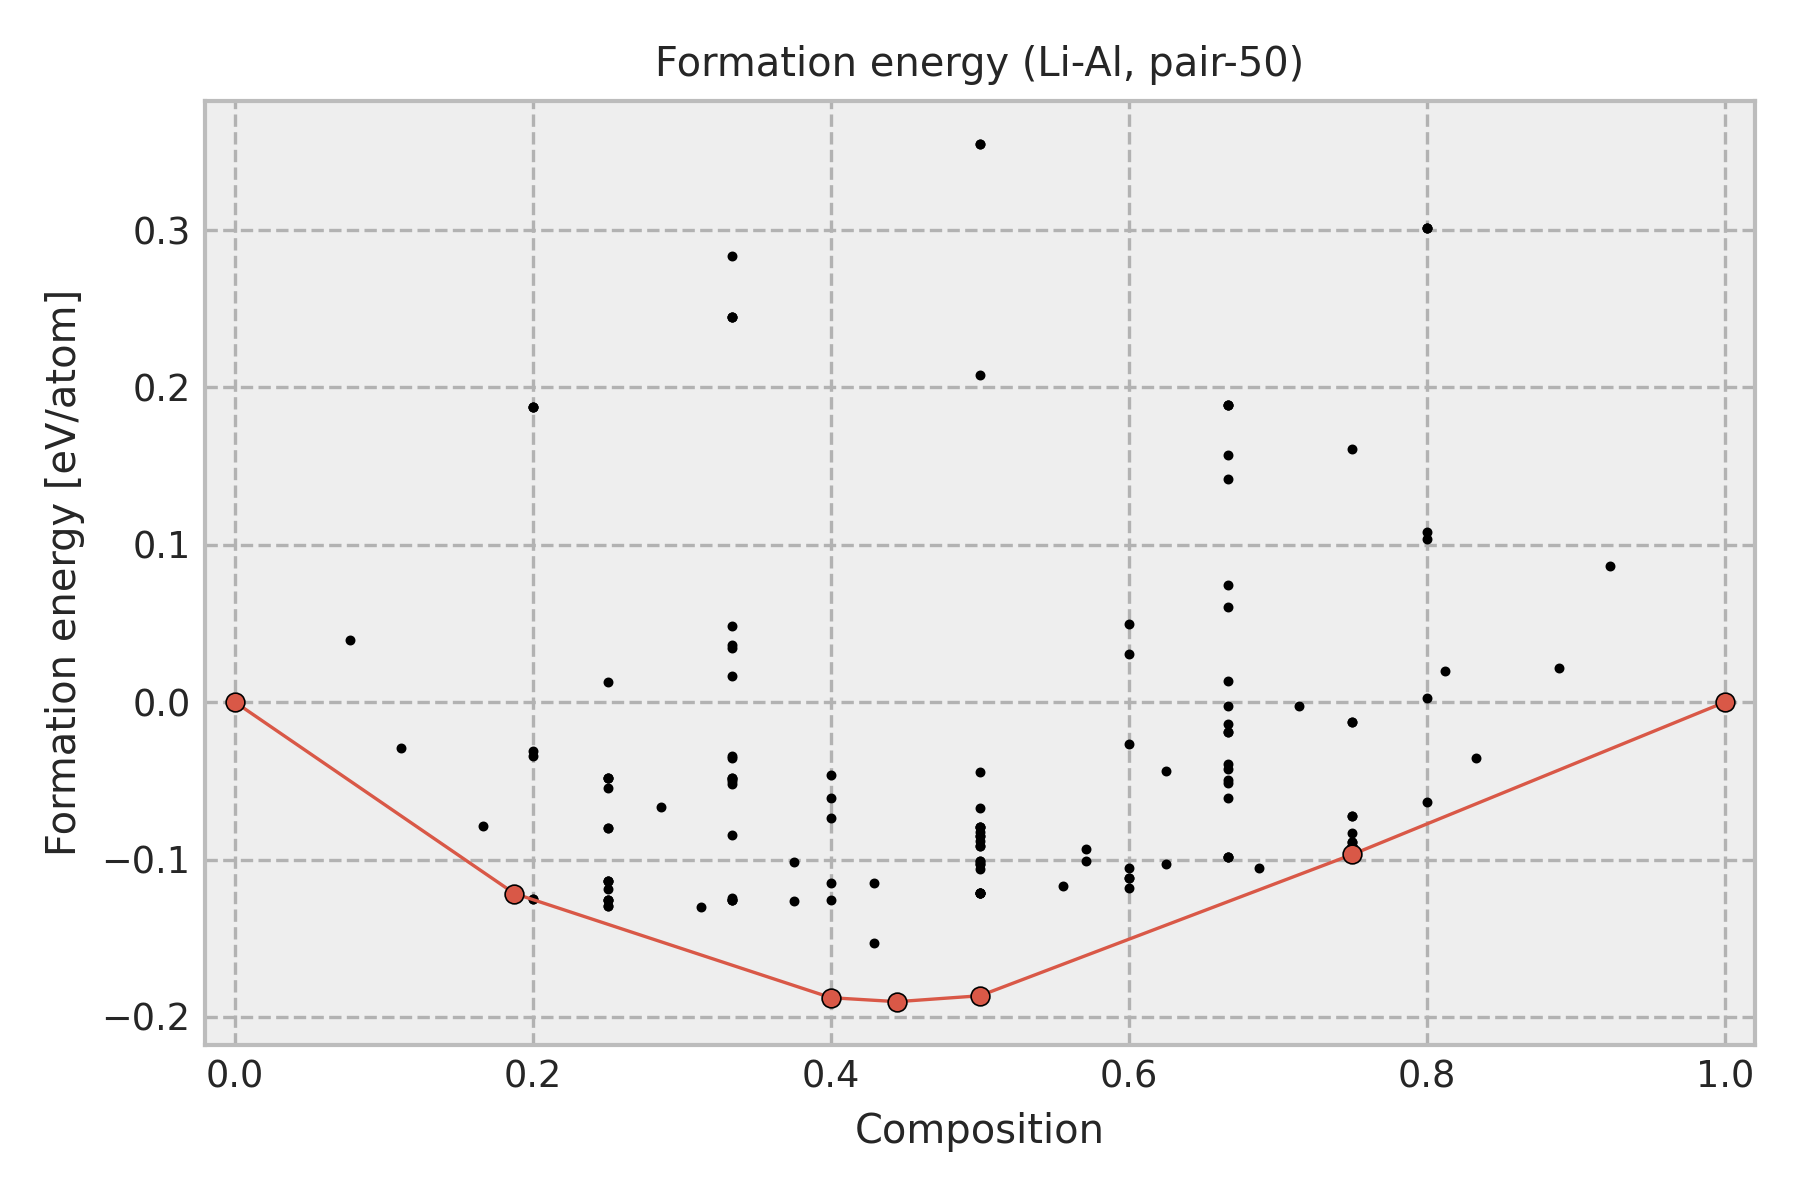 Formation energy (Li-Al, pair-50)
Formation energy [eV/atom]
0.3
0.2
0.1
0.0
−0.1
−0.2
0.0 0.2 0.4 0.6 0.8 1.0
Composition